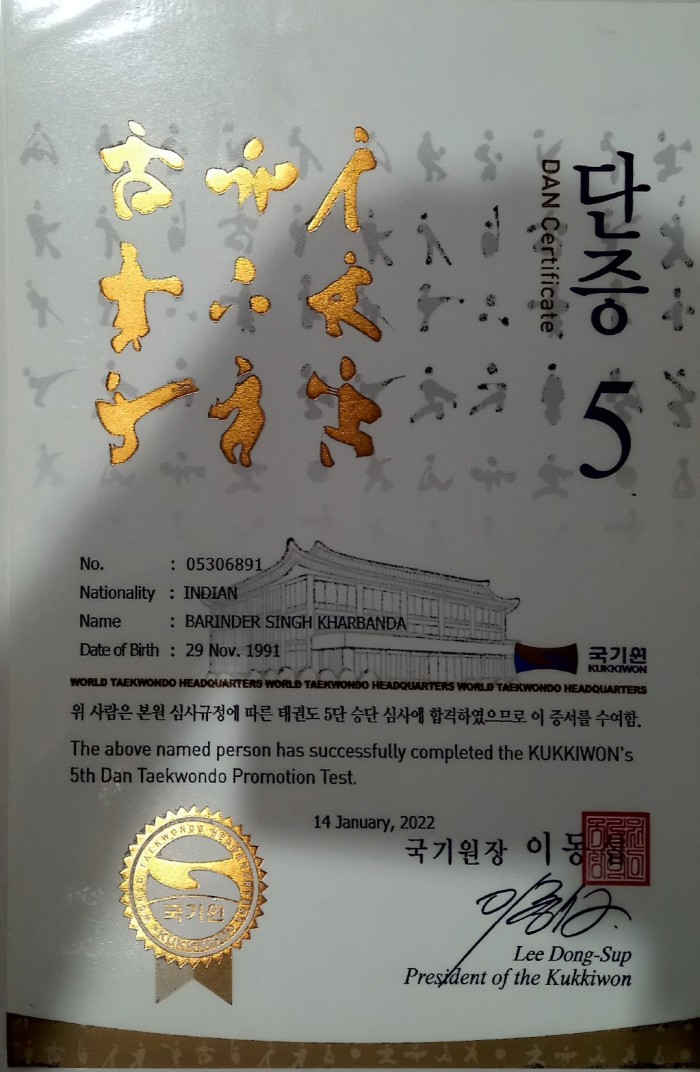 단증
DAN Certificate
5
No. : 05306891
Nationality : INDIAN
Name : BARINDER SINGH KHARBANDA
Date of Birth : 29 Nov. 1991
국기원
KUKKIWON
WORLD TAEKWONDO HEADQUARTERS WORLD TAEKWONDO HEADQUARTERS WORLD TAEKWONDO HEADQUARTERS
위 사람은 본원 심사규정에 따른 태권도 5단 승단 심사에 합격하였으므로 이 증서를 수여함.
The above named person has successfully completed the KUKKIWON's
5th Dan Taekwondo Promotion Test.
14 January, 2022
국기원장 이동섭
WORLD TAEKWONDO HEADQUARTERS
국기원
KUKKIWON
Lee Dong-Sup
President of the Kukkiwon